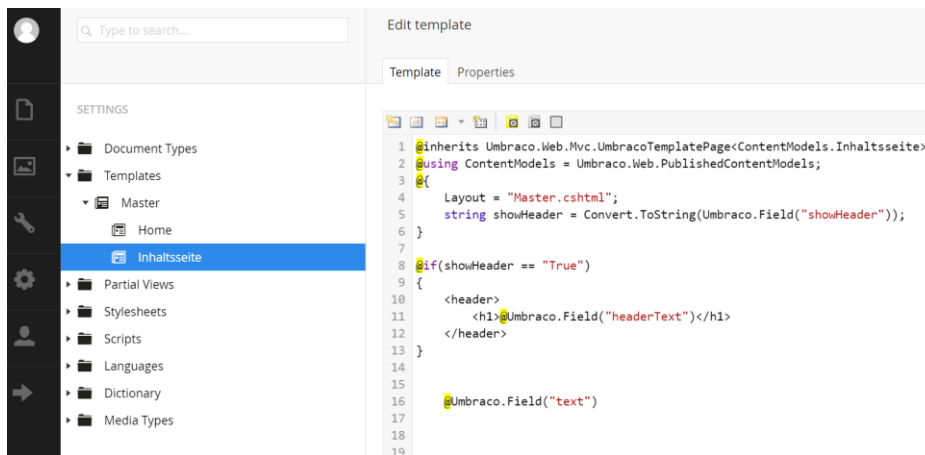 Type to search...
SETTINGS
Document Types
Templates
Master
Home
Inhaltsseite
Partial Views
Stylesheets
Scripts
Languages
Dictionary
Media Types
Edit template
Template Properties
1 @inherits Umbraco.Web.Mvc.UmbracoTemplatePage<ContentModels.Inhaltsseite>
2 @using ContentModels = Umbraco.Web.PublishedContentModels;
3 @{
4 Layout = "Master.cshtml";
5 string showHeader = Convert.ToString(Umbraco.Field("showHeader"));
6 }
7
8 @if(showHeader == "True")
9 {
10 <header>
11 <h1>@Umbraco.Field("headerText")</h1>
12 </header>
13 }
14
15
16 @Umbraco.Field("text")
17
18
19